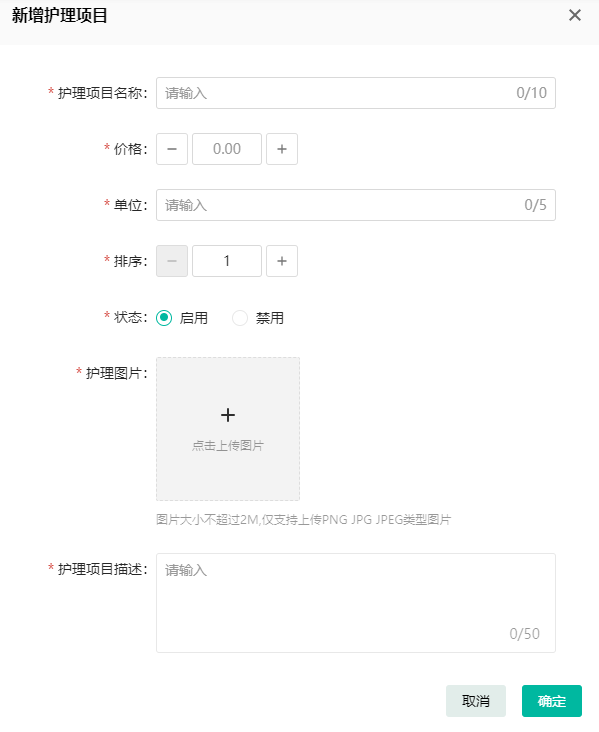 新增护理项目
* 护理项目名称： 请输入 0/10
* 价格： 0.00
* 单位： 请输入 0/5
* 排序： 1
* 状态： 启用 禁用
* 护理图片：
点击上传图片
图片大小不超过2M,仅支持上传PNG JPG JPEG类型图片
* 护理项目描述： 请输入
0/50
取消 确定